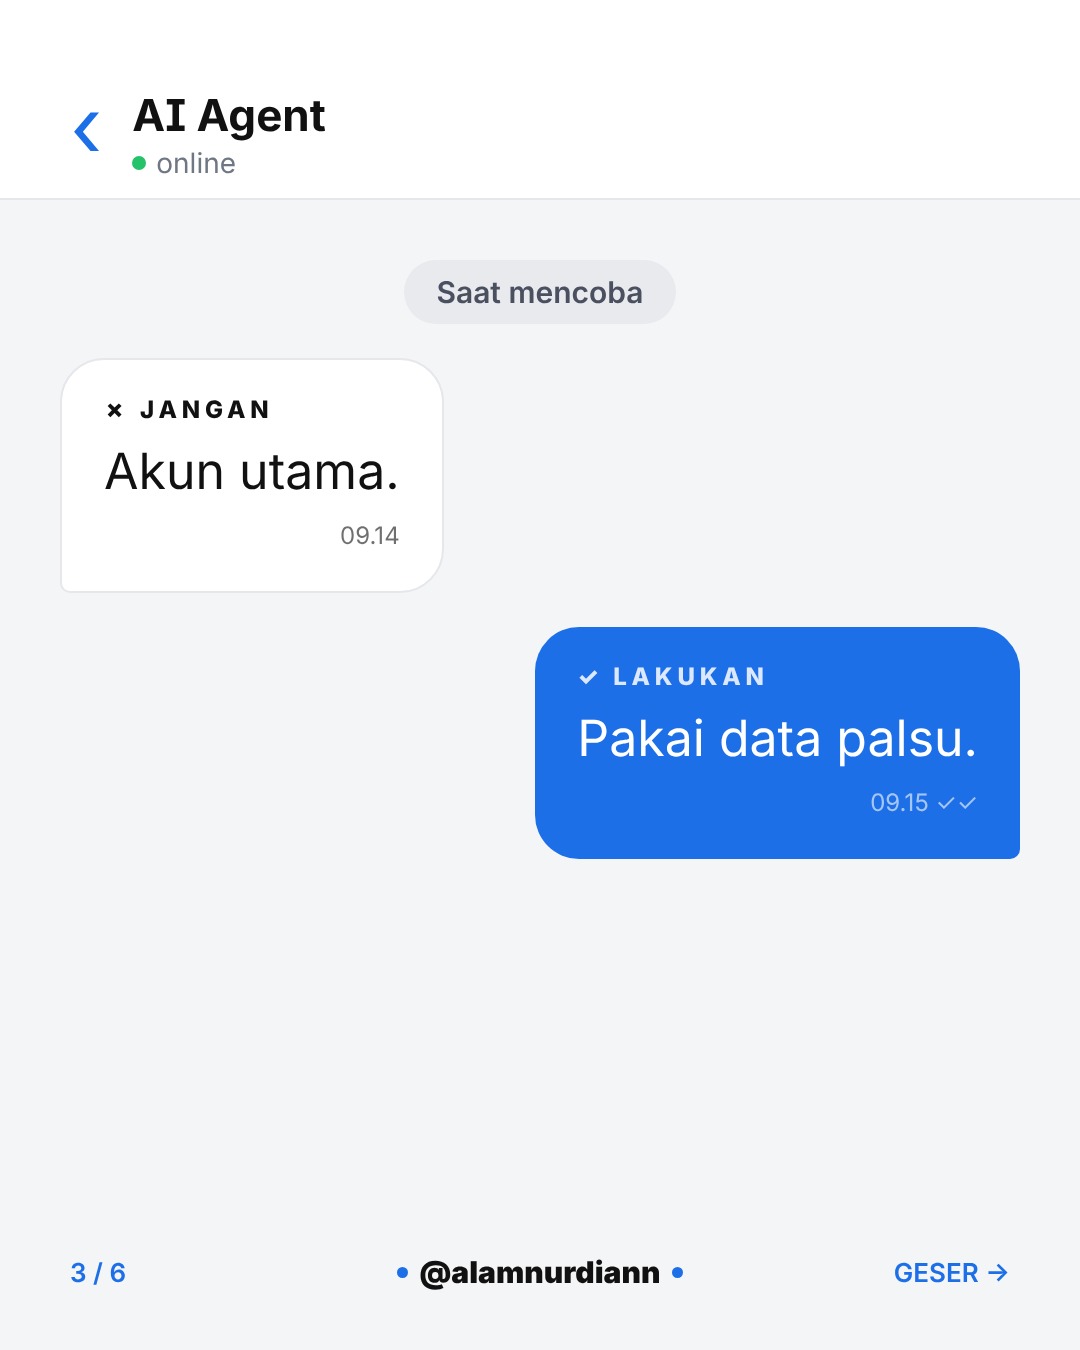 AI Agent
online
Saat mencoba
× JANGAN
Akun utama.
09.14
✓ LAKUKAN
Pakai data palsu.
09.15 ✓✓
3 / 6
• @alamnurdiann •
GESER →